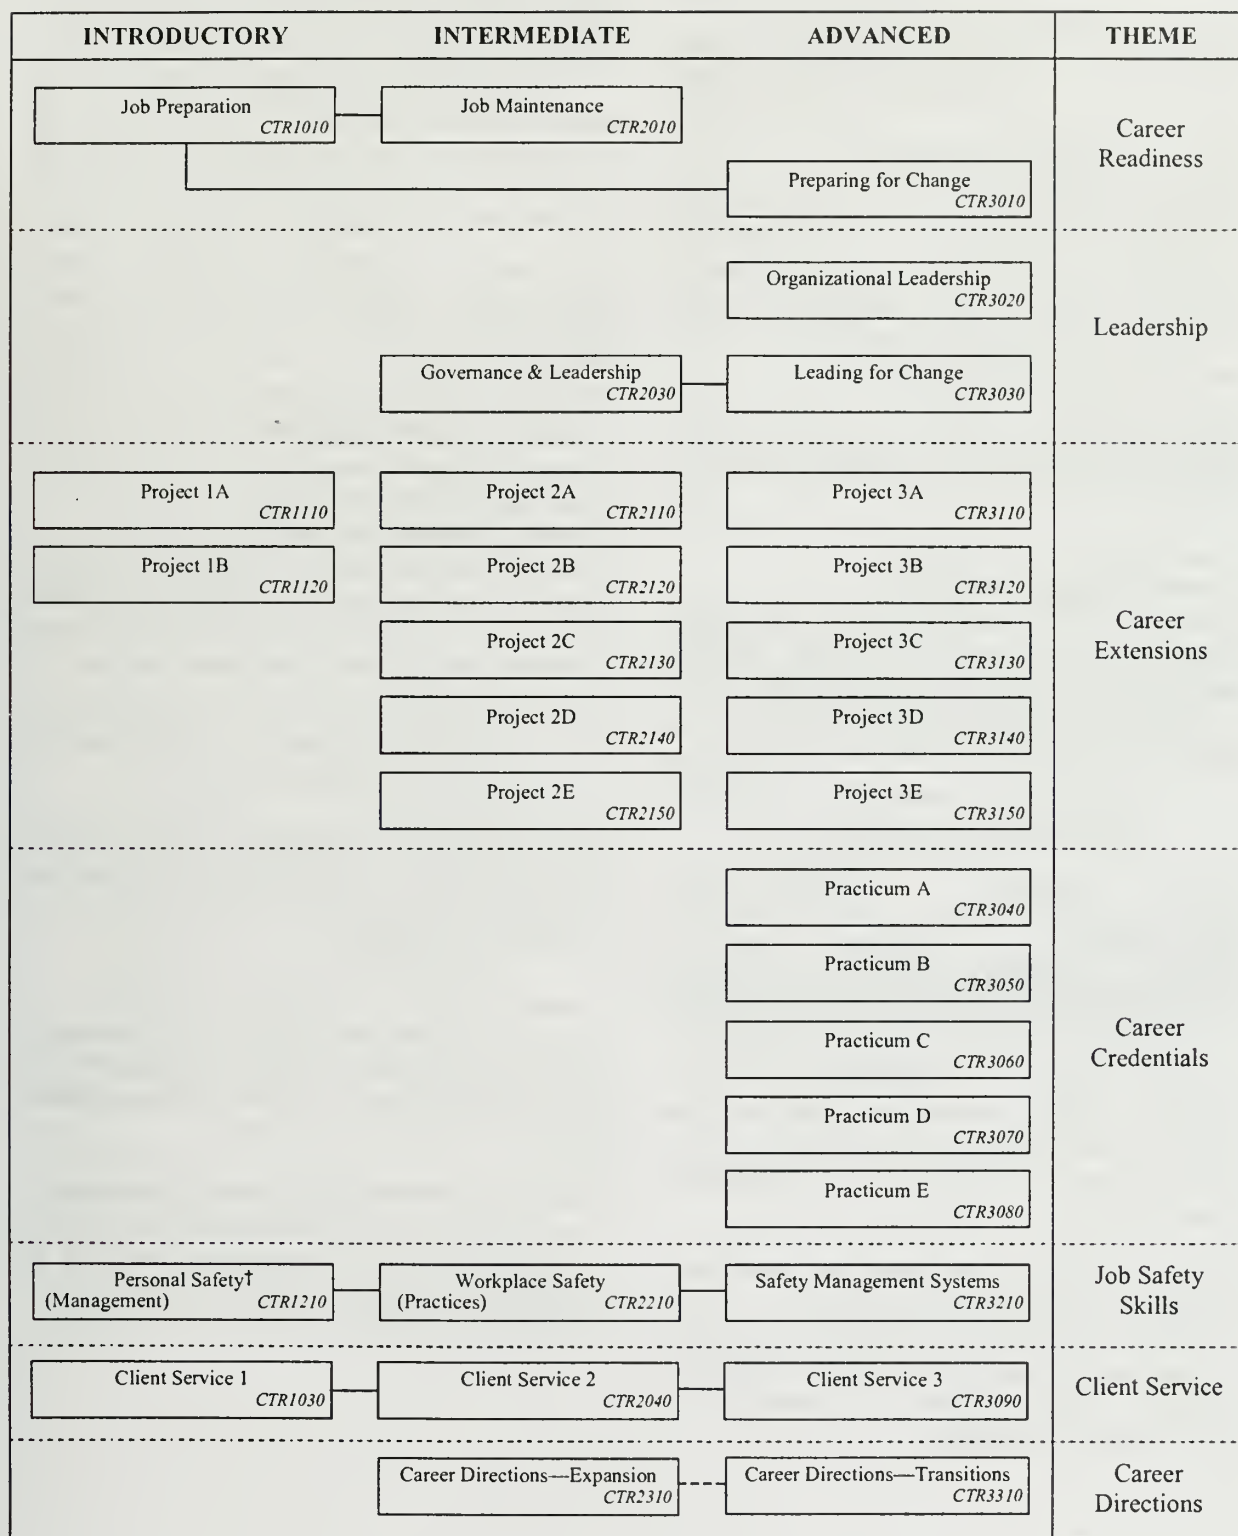 INTRODUCTORY INTERMEDIATE ADVANCED THEME
Job Preparation
CTR1010
Job Maintenance
CTR2010
Preparing for Change
CTR3010
Career
Readiness
Organizational Leadership
CTR3020
Governance & Leadership
CTR2030
Leading for Change
CTR3030
Leadership
Project 1A
CTR1110
Project 2A
CTR2110
Project 3A
CTR3110
Project 1B
CTR1120
Project 2B
CTR2120
Project 3B
CTR3120
Project 2C
CTR2130
Project 3C
CTR3130
Project 2D
CTR2140
Project 3D
CTR3140
Project 2E
CTR2150
Project 3E
CTR3150
Career
Extensions
Practicum A
CTR3040
Practicum B
CTR3050
Practicum C
CTR3060
Practicum D
CTR3070
Practicum E
CTR3080
Career
Credentials
Personal Safety†
(Management) CTR1210
Workplace Safety
(Practices) CTR2210
Safety Management Systems
CTR3210
Job Safety
Skills
Client Service 1
CTR1030
Client Service 2
CTR2040
Client Service 3
CTR3090
Client Service
Career Directions—Expansion
CTR2310
Career Directions—Transitions
CTR3310
Career
Directions